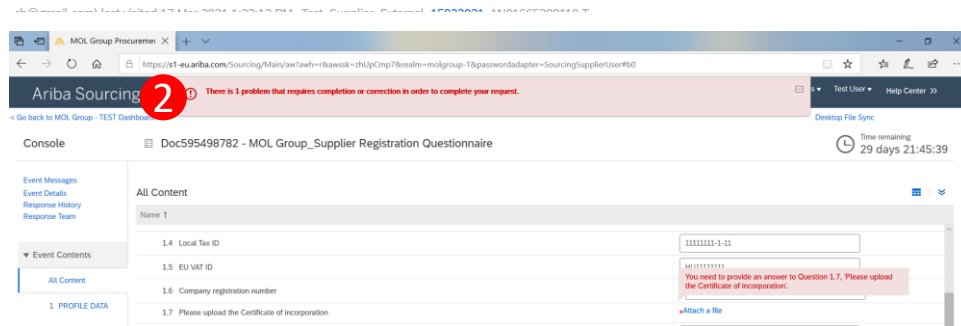 MOL Group Procuremer
https://s1-eu.ariba.com/Sourcing/Main/aw?awh=r&awssk=zhUpCmp7&realm=molgroup-T&passwordadapter=SourcingSupplierUser#b0
Ariba Sourcing
2
There is 1 problem that requires completion or correction in order to complete your request.
Test User
Help Center »
< Go back to MOL Group - TEST Dashboard
Desktop File Sync
Console
Doc595498782 - MOL Group_Supplier Registration Questionnaire
Time remaining
29 days 21:45:39
Event Messages
Event Details
Response History
Response Team
All Content
Name ↑
▼ Event Contents
All Content
1 PROFILE DATA
1.4 Local Tax ID
11111111-1-11
1.5 EU VAT ID
HU11111111
You need to provide an answer to Question 1.7, 'Please upload
the Certificate of incorporation'.
1.6 Company registration number
1.7 Please upload the Certificate of incorporation
*Attach a file